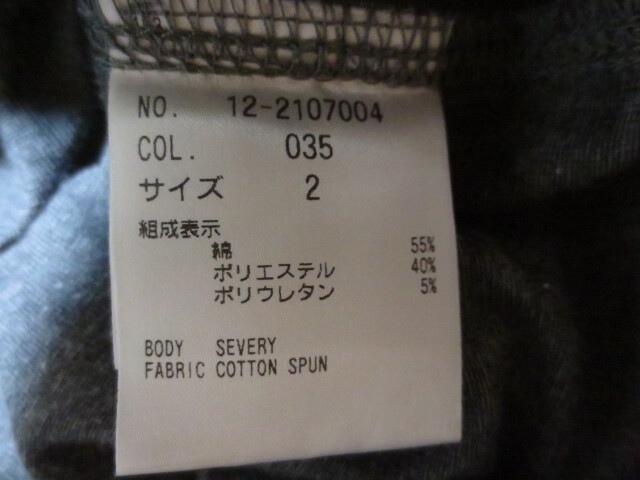 NO. 12-2107004
COL. 035
サイズ 2
組成表示
綿 55%
ポリエステル 40%
ポリウレタン 5%
BODY SEVERY
FABRIC COTTON SPUN